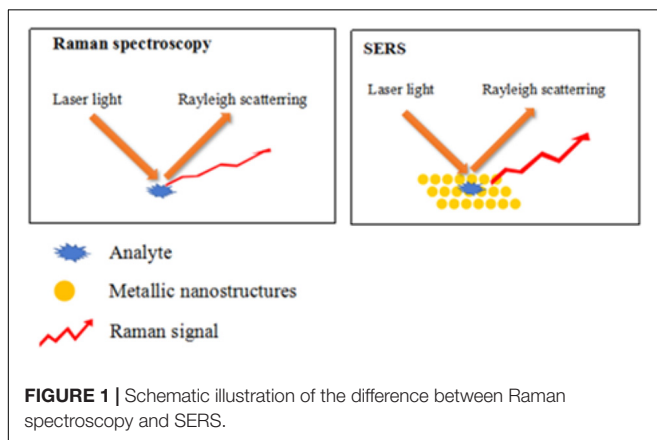 Raman spectroscopy
Laser light
Rayleigh scatterring
SERS
Laser light
Rayleigh scatterring
Analyte
Metallic nanostructures
Raman signal
FIGURE 1 | Schematic illustration of the difference between Raman
spectroscopy and SERS.